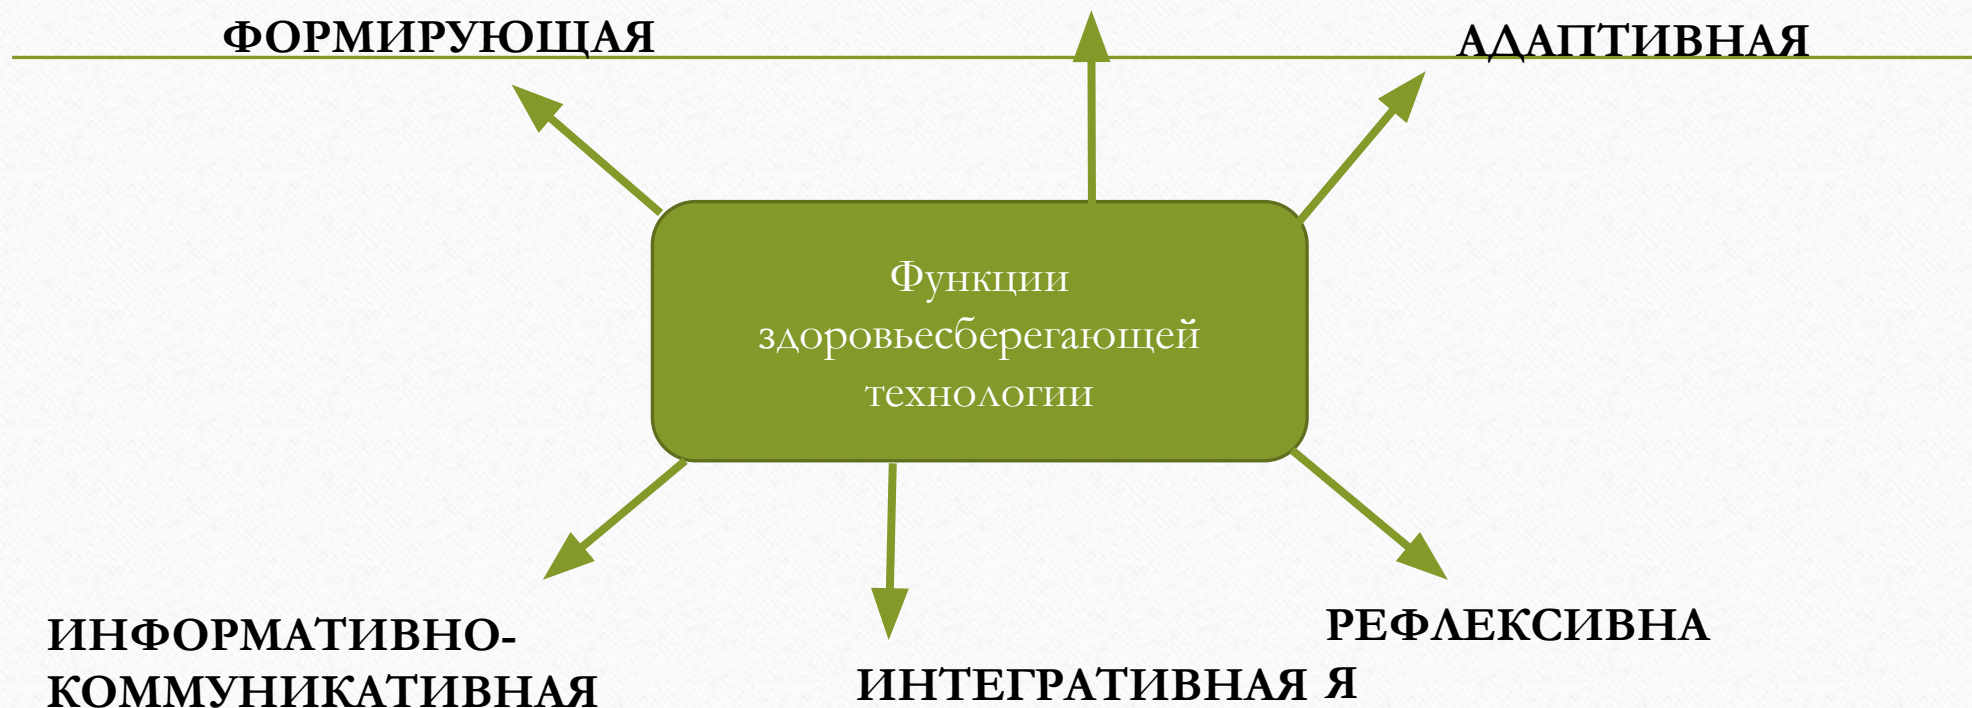 ФОРМИРУЮЩАЯ
АДАПТИВНАЯ
Функции
здоровьесберегающей
технологии
ИНФОРМАТИВНО-
КОММУНИКАТИВНАЯ
ИНТЕГРАТИВНАЯ
РЕФЛЕКСИВНА
Я